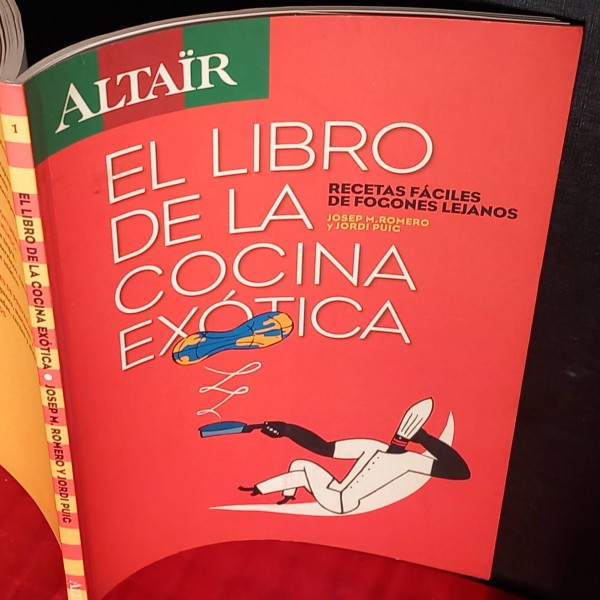 ALTAÏR
EL LIBRO
DE LA
COCINA
EXÓTICA
RECETAS FÁCILES
DE FOGONES LEJANOS
JOSEP M. ROMERO
Y JORDI PUIG
1
EL LIBRO DE LA COCINA EXÓTICA • JOSEP M. ROMERO Y JORDI PUIG